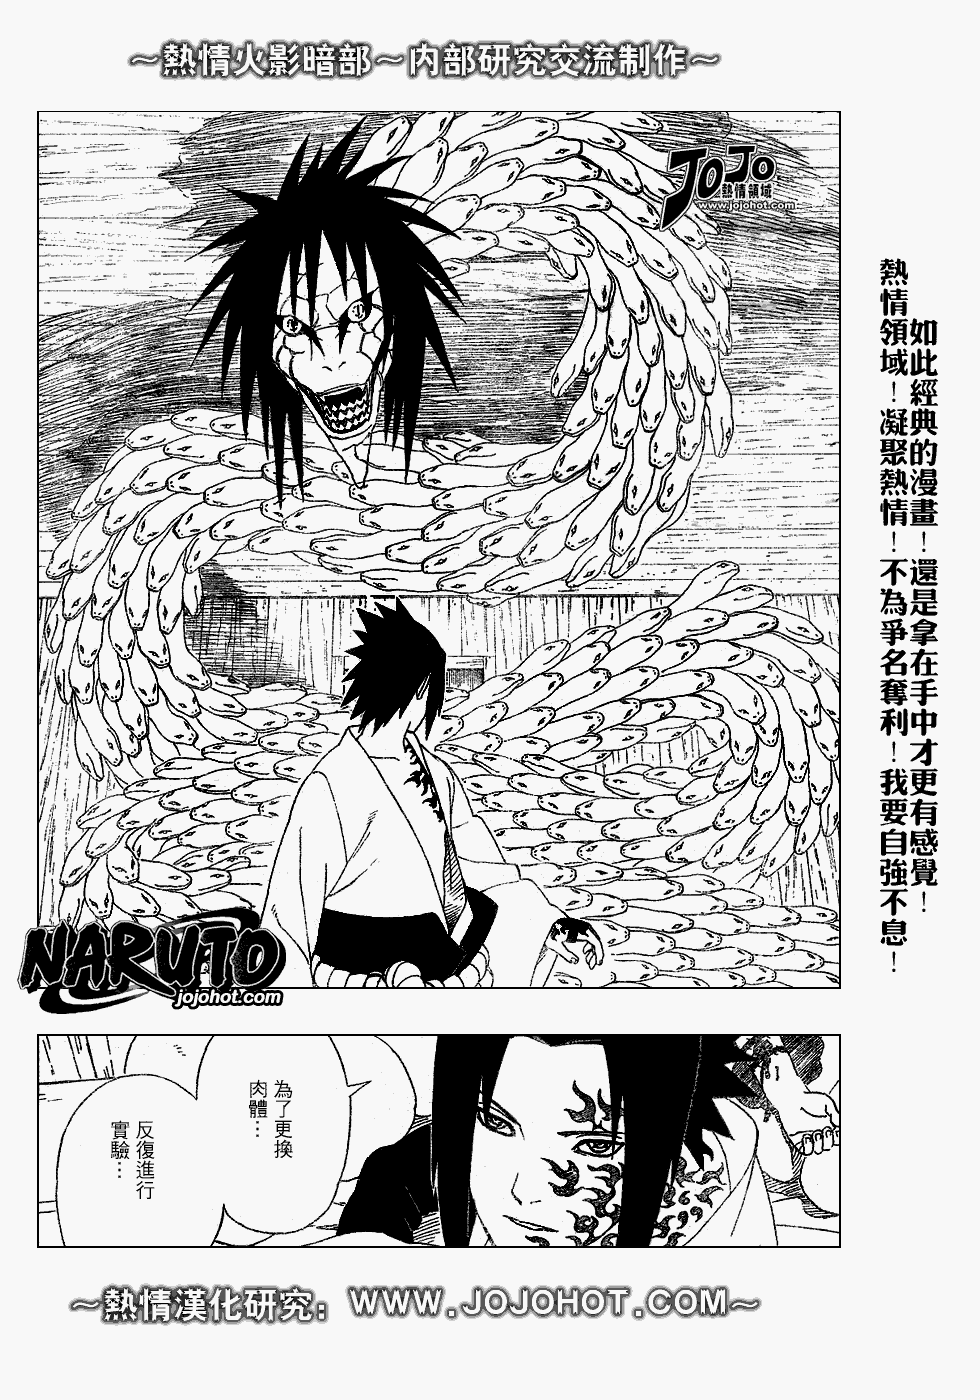 ～熱情火影暗部～内部研究交流制作～
JOJO
熱情領域
www.jojohot.com
如此經典的漫畫！還是拿在手中才更有感覺！
熱情領域！凝聚熱情！不為爭名奪利！我要自強不息！
NARUTO
jojohot.com
為了更換
肉體…
反復進行
實驗…
～熱情漢化研究：WWW.JOJOHOT.COM～